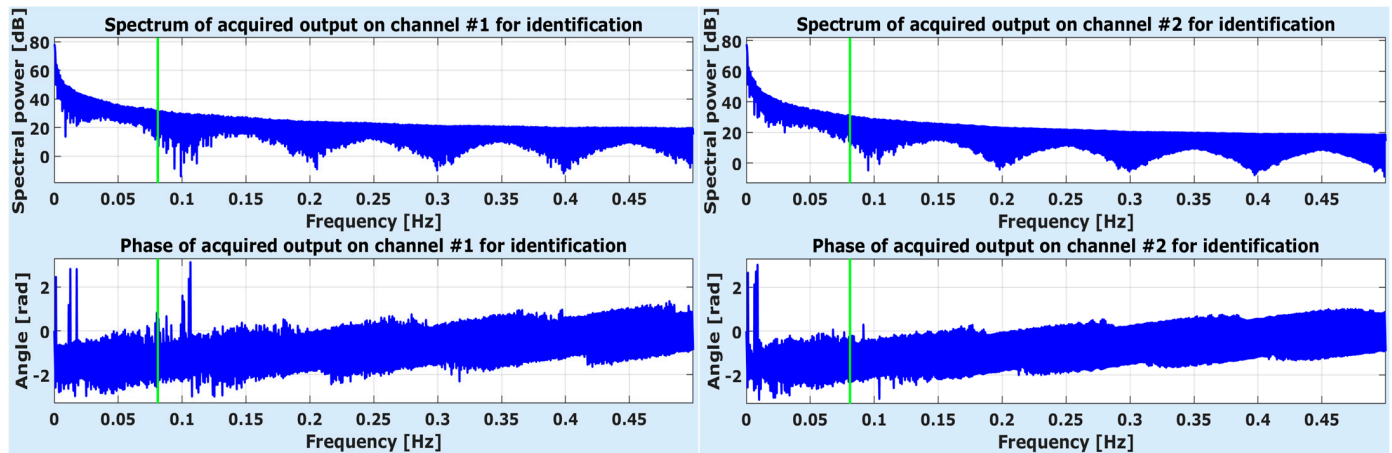 Spectrum of acquired output on channel #1 for identification
Spectral power [dB]
80
60
40
20
0
0 0.05 0.1 0.15 0.2 0.25 0.3 0.35 0.4 0.45
Frequency [Hz]
Phase of acquired output on channel #1 for identification
Angle [rad]
2
0
-2
0 0.05 0.1 0.15 0.2 0.25 0.3 0.35 0.4 0.45
Frequency [Hz]
Spectrum of acquired output on channel #2 for identification
Spectral power [dB]
80
60
40
20
0
0 0.05 0.1 0.15 0.2 0.25 0.3 0.35 0.4 0.45
Frequency [Hz]
Phase of acquired output on channel #2 for identification
Angle [rad]
2
0
-2
0 0.05 0.1 0.15 0.2 0.25 0.3 0.35 0.4 0.45
Frequency [Hz]